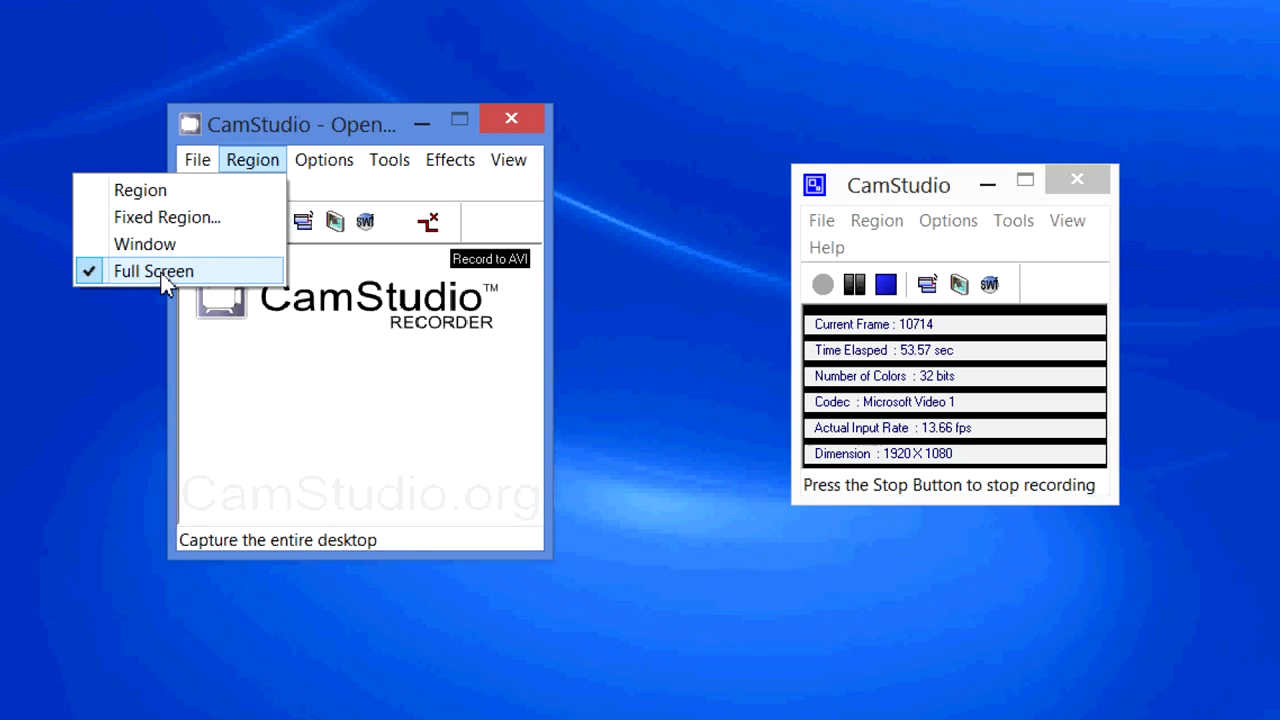 CamStudio - Open...
File Region Options Tools Effects View
Region
Fixed Region...
Window
Full Screen
SWF
Record to AVI
CamStudio™
RECORDER
CamStudio.org
Capture the entire desktop
CamStudio
File Region Options Tools View
Help
SWF
Current Frame : 10714
Time Elasped : 53.57 sec
Number of Colors : 32 bits
Codec : Microsoft Video 1
Actual Input Rate : 13.66 fps
Dimension : 1920 X 1080
Press the Stop Button to stop recording